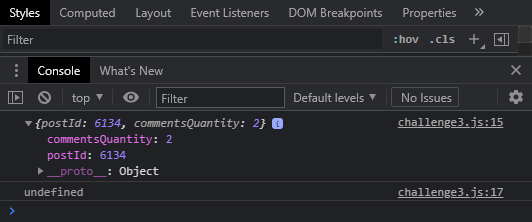 Styles Computed Layout Event Listeners DOM Breakpoints Properties »
Filter :hov .cls +
Console What's New
top Filter Default levels No Issues
{postId: 6134, commentsQuantity: 2} i challenge3.js:15
commentsQuantity: 2
postId: 6134
__proto__: Object
undefined challenge3.js:17